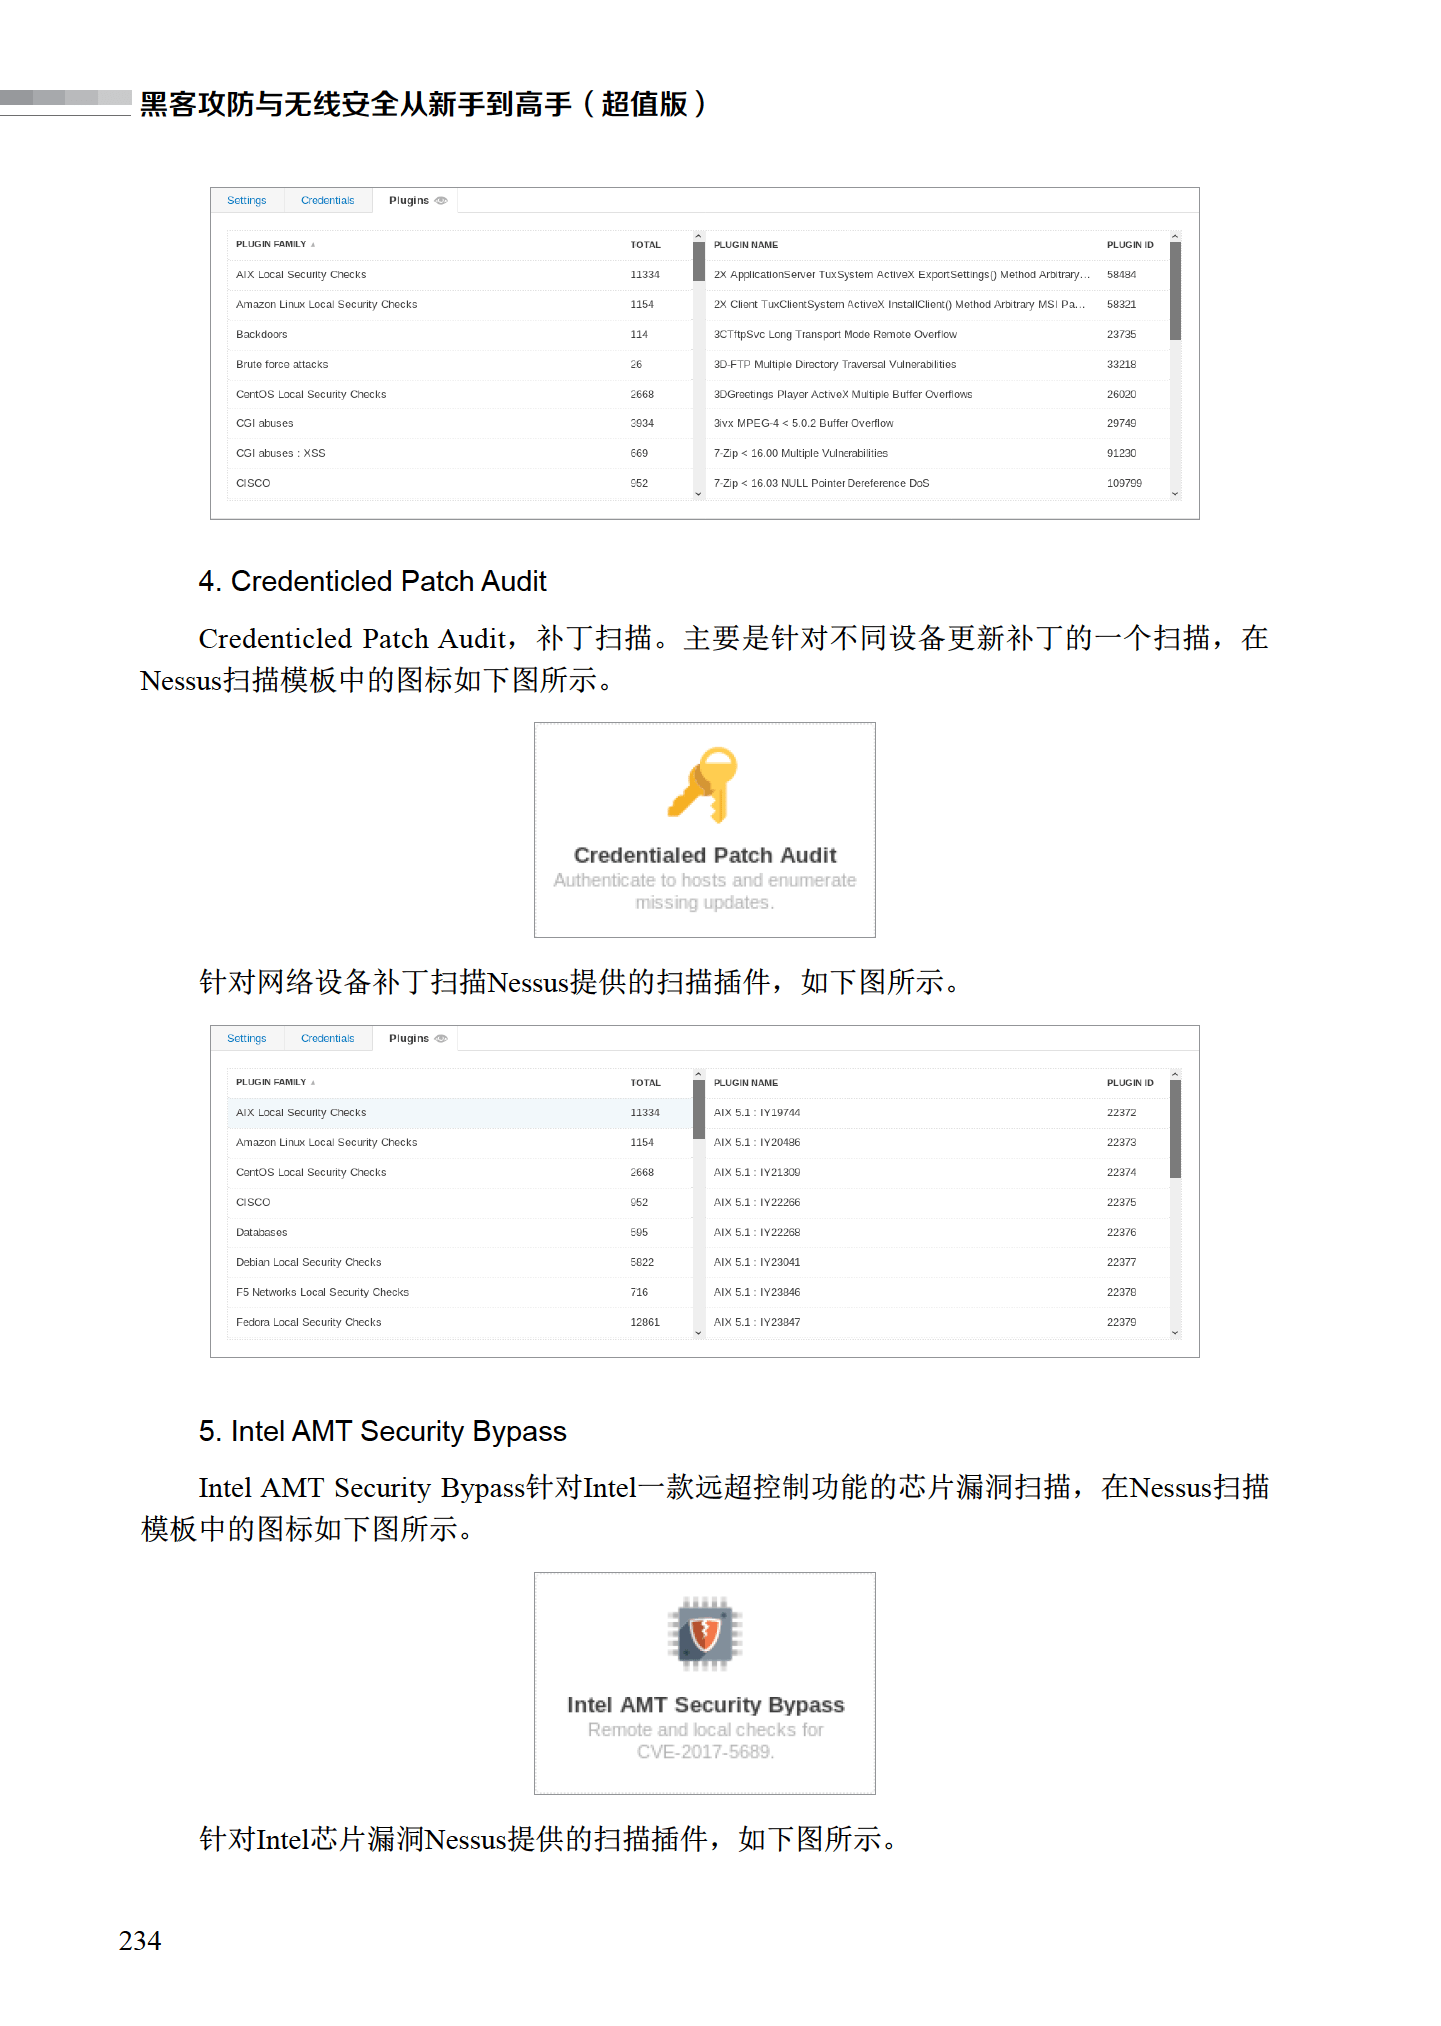 黑客攻防与无线安全从新手到高手（超值版）
Settings Credentials Plugins
PLUGIN FAMILY TOTAL PLUGIN NAME PLUGIN ID
AIX Local Security Checks 11334 2X ApplicationServer TuxSystem ActiveX ExportSettings() Method Arbitrary... 58484
Amazon Linux Local Security Checks 1154 2X Client TuxClientSystem ActiveX InstallClient() Method Arbitrary MSI Pa... 58321
Backdoors 114 3CTftpSvc Long Transport Mode Remote Overflow 23735
Brute force attacks 26 3D-FTP Multiple Directory Traversal Vulnerabilities 33218
CentOS Local Security Checks 2668 3DGreetings Player ActiveX Multiple Buffer Overflows 26020
CGI abuses 3934 3ivx MPEG-4 < 5.0.2 Buffer Overflow 29749
CGI abuses : XSS 669 7-Zip < 16.00 Multiple Vulnerabilities 91230
CISCO 952 7-Zip < 16.03 NULL Pointer Dereference DoS 109799
4. Credenticled Patch Audit
Credenticled Patch Audit，补丁扫描。主要是针对不同设备更新补丁的一个扫描，在
Nessus扫描模板中的图标如下图所示。
Credentialed Patch Audit
Authenticate to hosts and enumerate
missing updates.
针对网络设备补丁扫描Nessus提供的扫描插件，如下图所示。
Settings Credentials Plugins
PLUGIN FAMILY TOTAL PLUGIN NAME PLUGIN ID
AIX Local Security Checks 11334 AIX 5.1 : IY19744 22372
Amazon Linux Local Security Checks 1154 AIX 5.1 : IY20486 22373
CentOS Local Security Checks 2668 AIX 5.1 : IY21309 22374
CISCO 952 AIX 5.1 : IY22266 22375
Databases 595 AIX 5.1 : IY22268 22376
Debian Local Security Checks 5822 AIX 5.1 : IY23041 22377
F5 Networks Local Security Checks 716 AIX 5.1 : IY23846 22378
Fedora Local Security Checks 12861 AIX 5.1 : IY23847 22379
5. Intel AMT Security Bypass
Intel AMT Security Bypass针对Intel一款远超控制功能的芯片漏洞扫描，在Nessus扫描
模板中的图标如下图所示。
Intel AMT Security Bypass
Remote and local checks for
CVE-2017-5689.
针对Intel芯片漏洞Nessus提供的扫描插件，如下图所示。
234